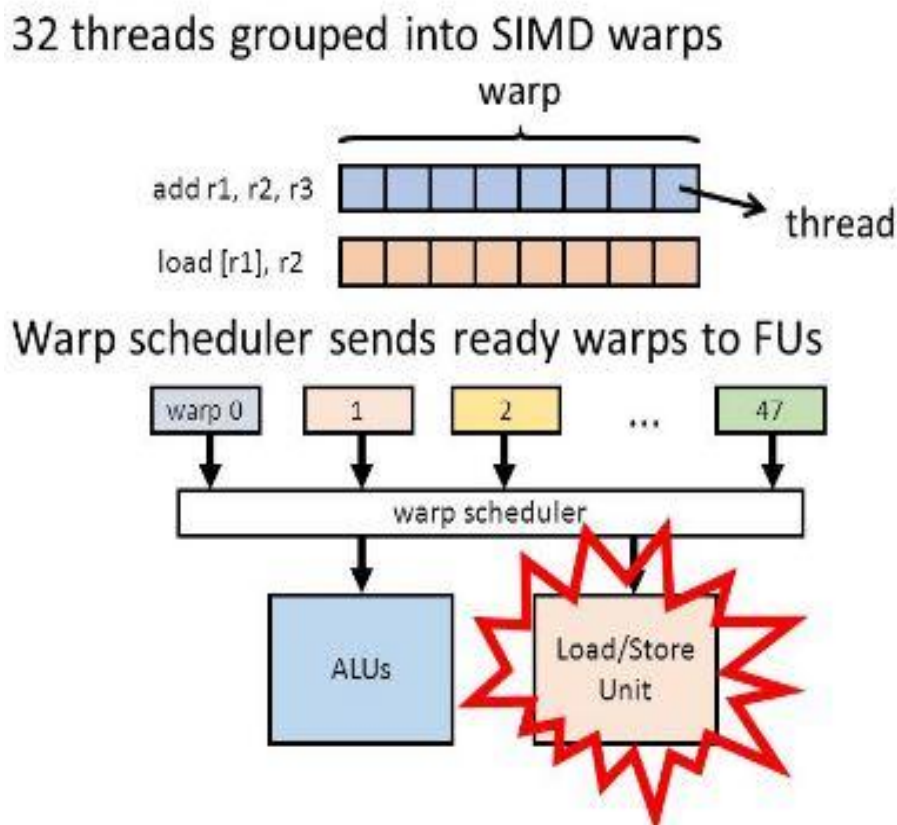 32 threads grouped into SIMD warps
warp
add r1, r2, r3
thread
load [r1], r2
Warp scheduler sends ready warps to FUs
warp 0 1 2 ... 47
warp scheduler
ALUs
Load/Store
Unit